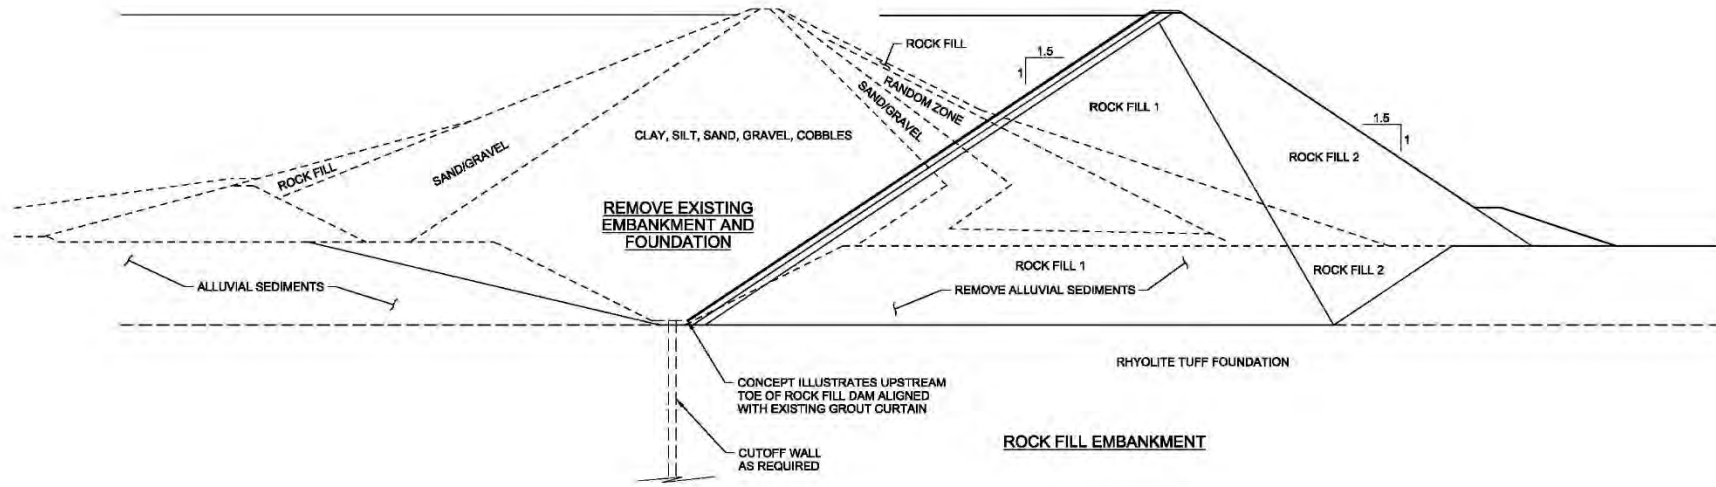 ROCK FILL
1.5
1
RANDOM ZONE
SAND/GRAVEL
ROCK FILL 1
CLAY, SILT, SAND, GRAVEL, COBBLES
1.5
1
ROCK FILL 2
SAND/GRAVEL
ROCK FILL
REMOVE EXISTING
EMBANKMENT AND
FOUNDATION
ROCK FILL 1
ROCK FILL 2
ALLUVIAL SEDIMENTS
REMOVE ALLUVIAL SEDIMENTS
RHYOLITE TUFF FOUNDATION
CONCEPT ILLUSTRATES UPSTREAM
TOE OF ROCK FILL DAM ALIGNED
WITH EXISTING GROUT CURTAIN
ROCK FILL EMBANKMENT
CUTOFF WALL
AS REQUIRED